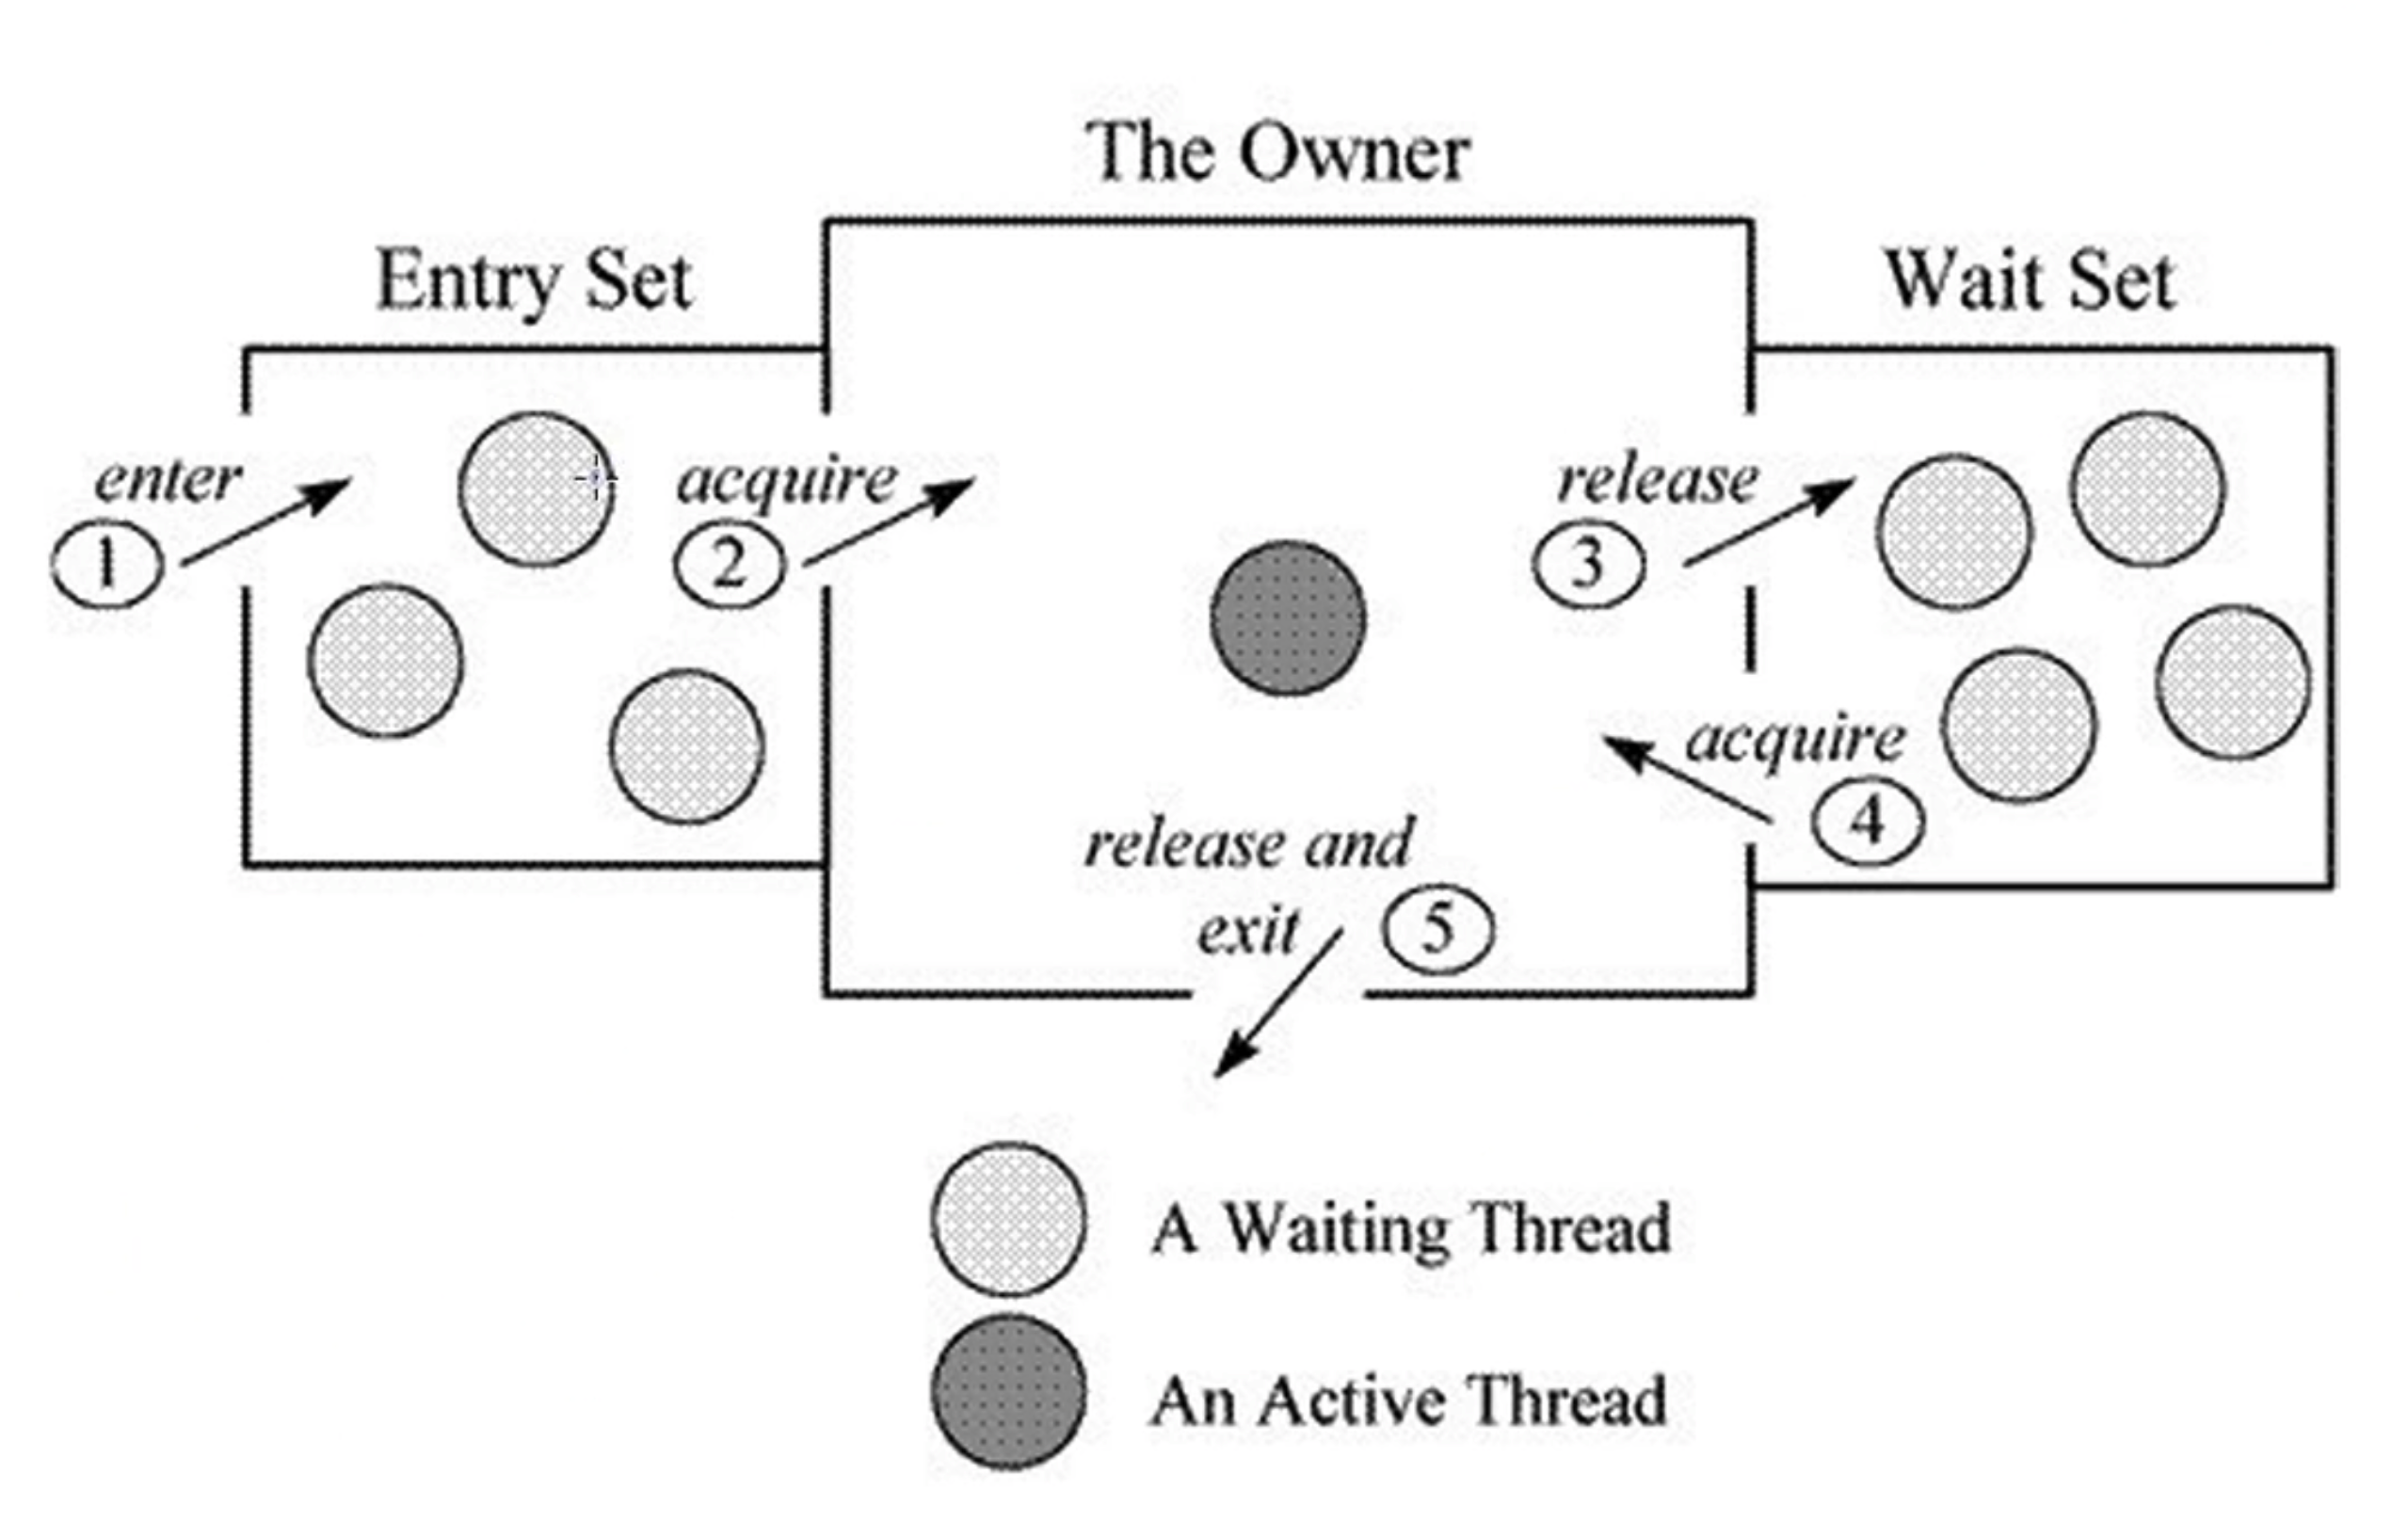 The Owner
Entry Set
Wait Set
enter
1
acquire
2
release
3
acquire
4
release and
exit
5
A Waiting Thread
An Active Thread